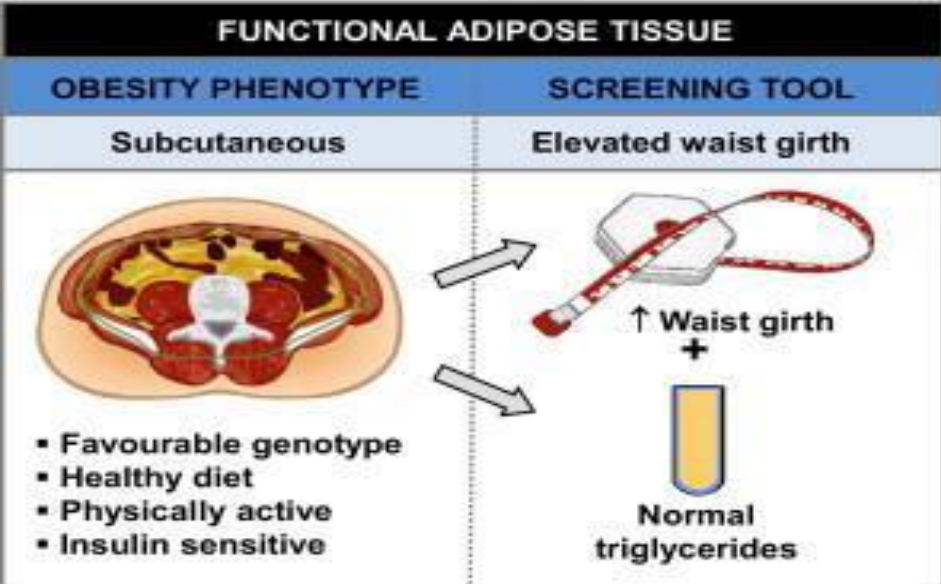 FUNCTIONAL ADIPOSE TISSUE
OBESITY PHENOTYPE
SCREENING TOOL
Subcutaneous
Elevated waist girth
↑ Waist girth
+
Normal
triglycerides
▪ Favourable genotype
▪ Healthy diet
▪ Physically active
▪ Insulin sensitive